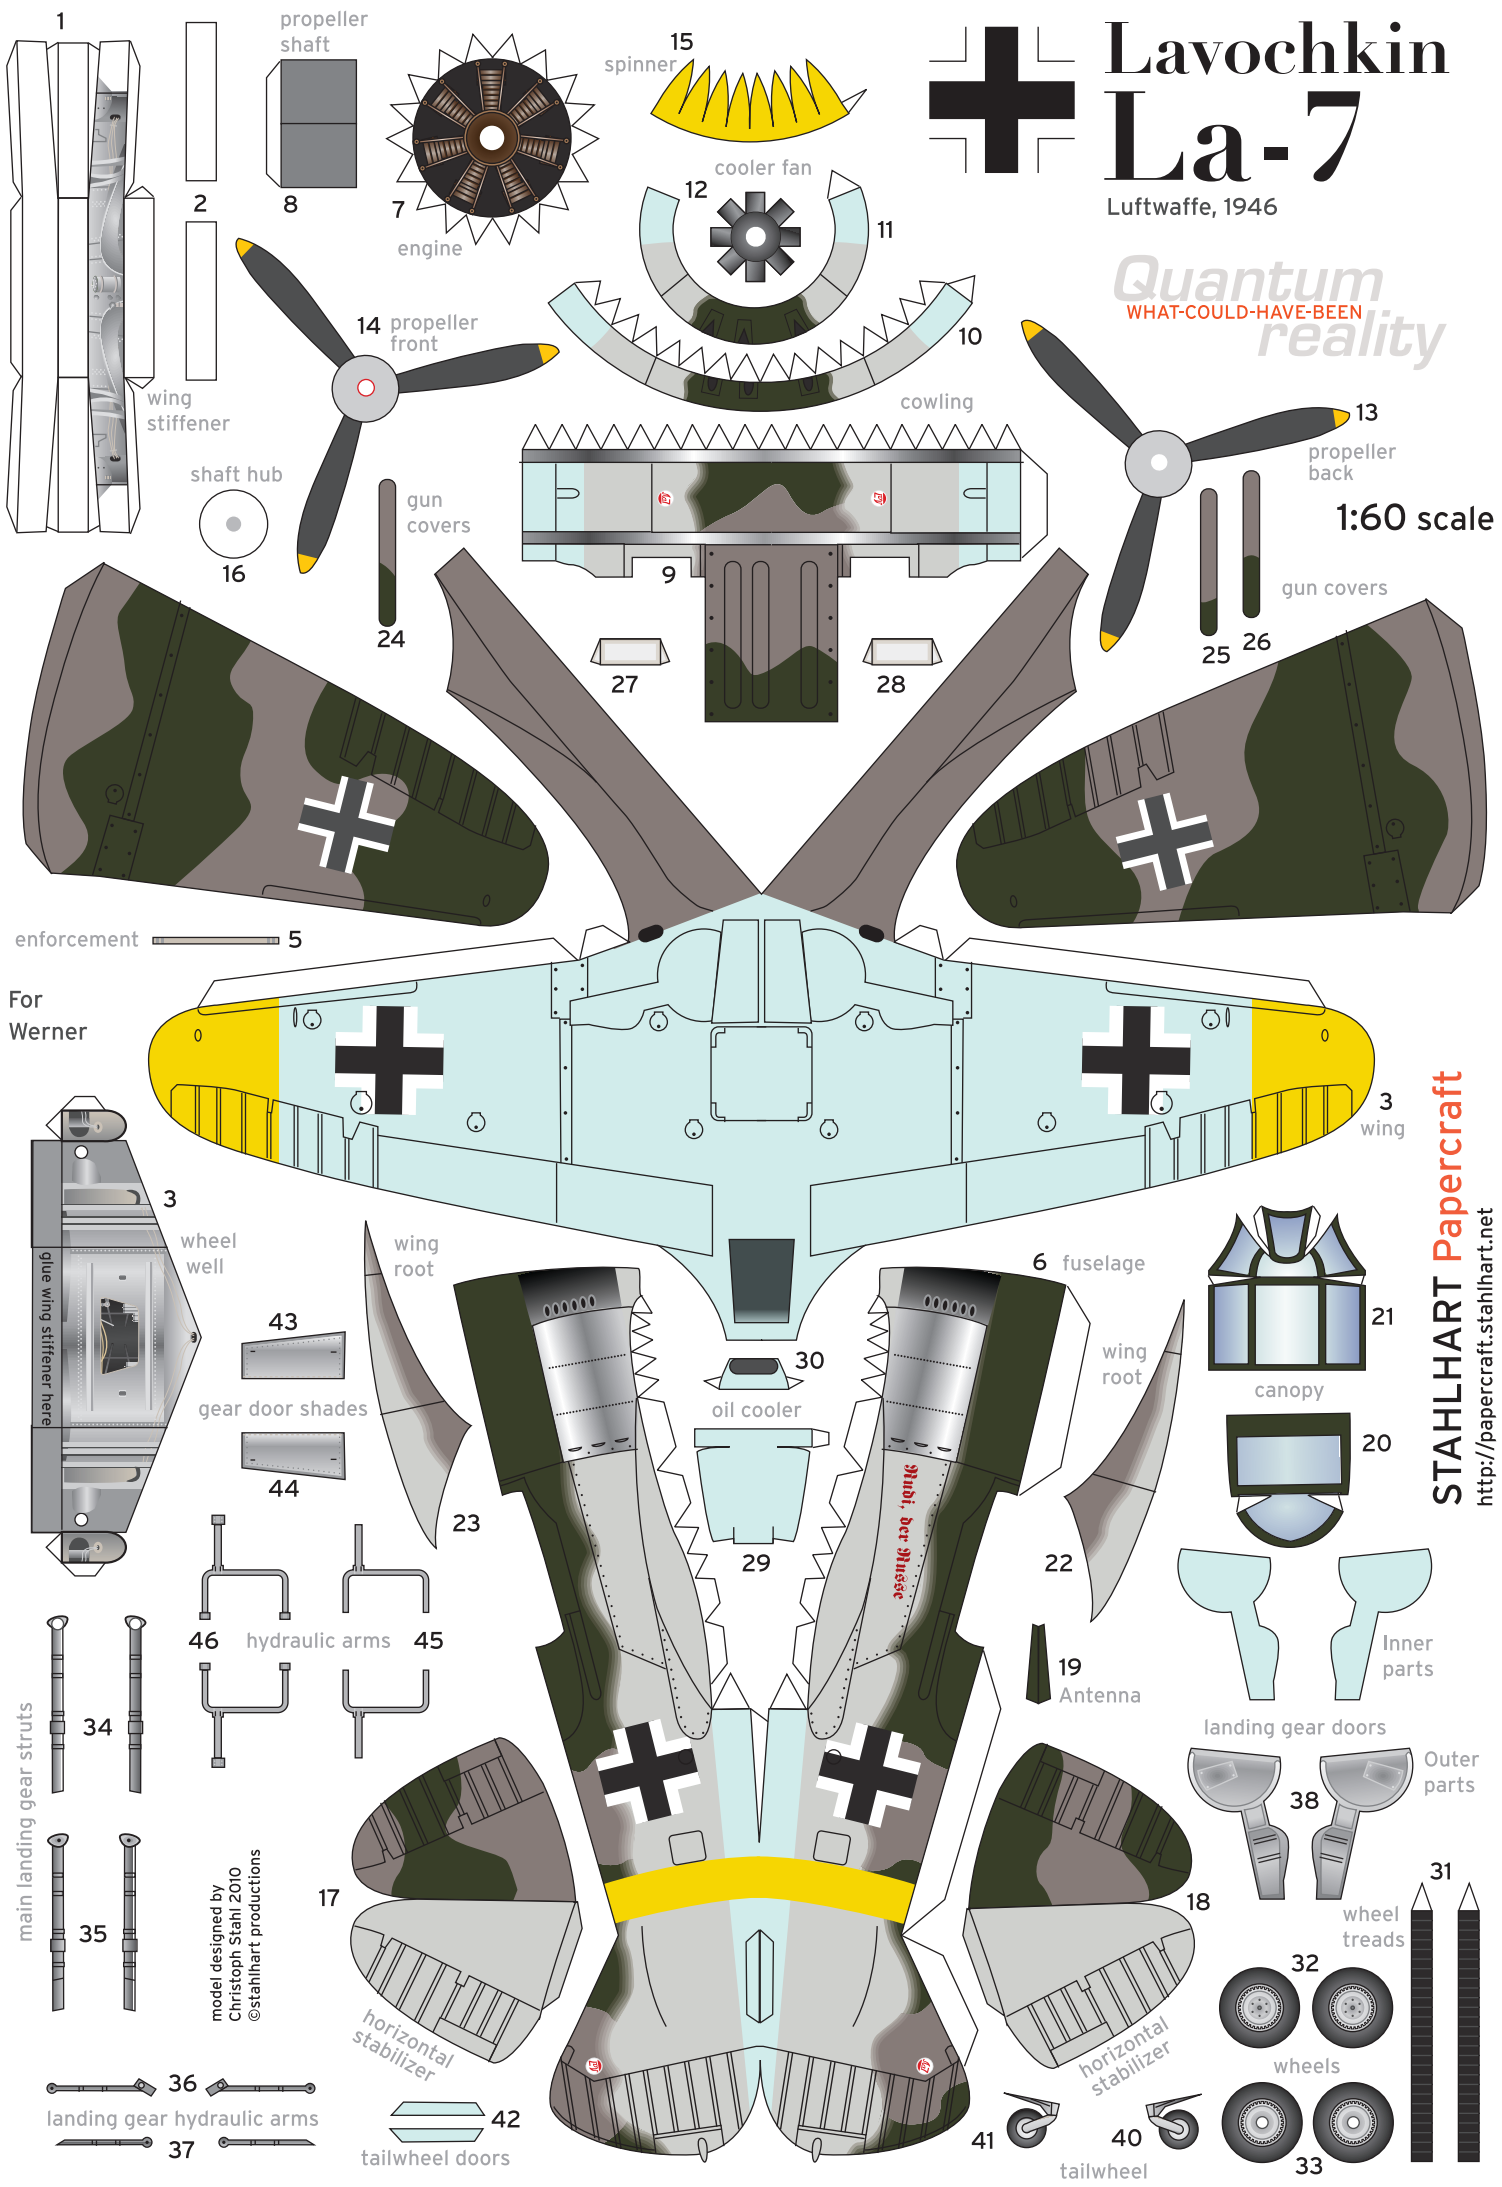 1
propeller
shaft
2
8
7
engine
15
spinner
cooler fan
12
11
10
cowling
Lavochkin
La-7
Luftwaffe, 1946
Quantum
WHAT-COULD-HAVE-BEEN
reality
14 propeller
front
wing
stiffener
13
propeller
back
1:60 scale
shaft hub
16
gun
covers
24
9
27
28
25
26
gun covers
enforcement
5
For
Werner
3
wing
3
wheel
well
glue wing stiffener here
wing
root
43
gear door shades
44
23
6 fuselage
30
oil cooler
29
Rudi, der Russe
wing
root
22
21
canopy
20
STAHLHART Papercraft
http://papercraft.stahlhart.net
46
hydraulic arms
45
19
Antenna
Inner
parts
landing gear doors
Outer
parts
38
main landing gear struts
34
35
model designed by
Christoph Stahl 2010
©stahlhart productions
17
horizontal
stabilizer
18
horizontal
stabilizer
31
wheel
treads
32
wheels
33
36
landing gear hydraulic arms
37
42
tailwheel doors
41
40
tailwheel